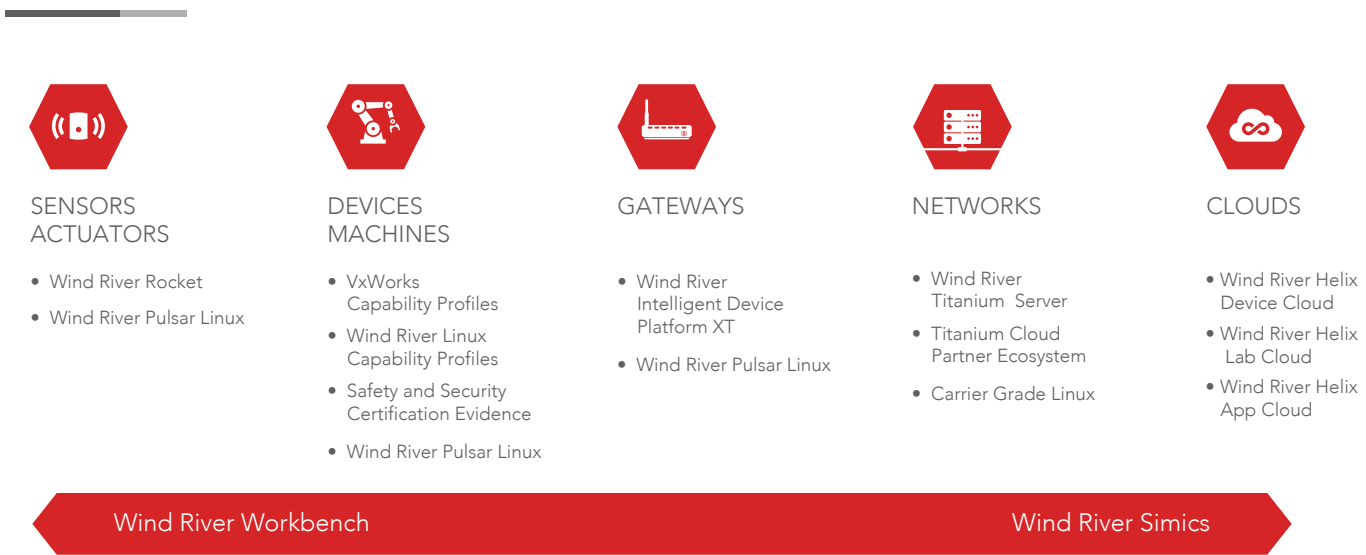 SENSORS
ACTUATORS
• Wind River Rocket
• Wind River Pulsar Linux
DEVICES
MACHINES
• VxWorks
Capability Profiles
• Wind River Linux
Capability Profiles
• Safety and Security
Certification Evidence
• Wind River Pulsar Linux
GATEWAYS
• Wind River
Intelligent Device
Platform XT
• Wind River Pulsar Linux
NETWORKS
• Wind River
Titanium Server
• Titanium Cloud
Partner Ecosystem
• Carrier Grade Linux
CLOUDS
• Wind River Helix
Device Cloud
• Wind River Helix
Lab Cloud
• Wind River Helix
App Cloud
Wind River Workbench
Wind River Simics